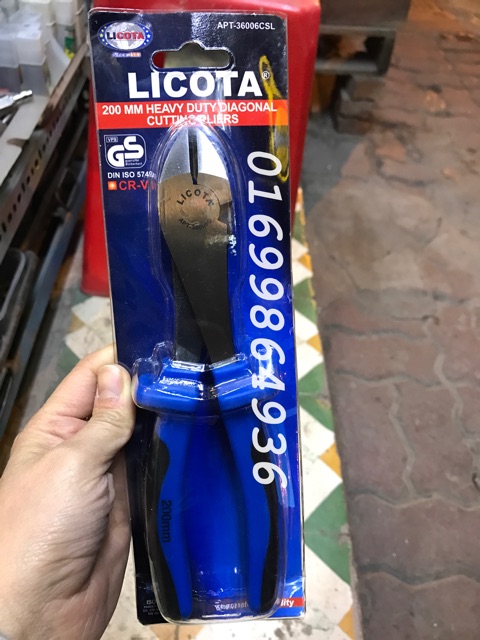 LICOTA
APT-36006CSL
LICOTA®
200 MM HEAVY DUTY DIAGONAL
CUTTING PLIERS
VPA
GS
DIN ISO 5749
CR-V
LICOTA
01699864936
200mm